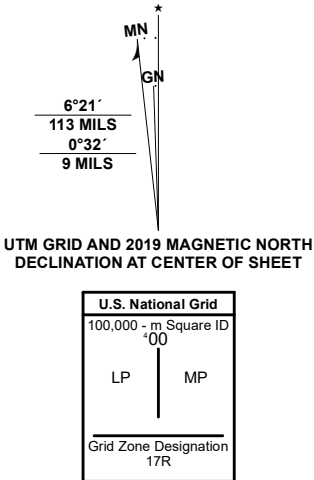 ★
MN
GN
6°21´
113 MILS
0°32´
9 MILS
UTM GRID AND 2019 MAGNETIC NORTH
DECLINATION AT CENTER OF SHEET
U.S. National Grid
100,000 - m Square ID
⁴00
LP MP
Grid Zone Designation
17R